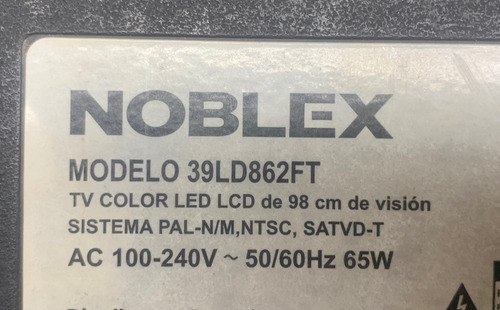 NOBLEX
MODELO 39LD862FT
TV COLOR LED LCD de 98 cm de visión
SISTEMA PAL-N/M,NTSC, SATVD-T
AC 100-240V ~ 50/60Hz 65W